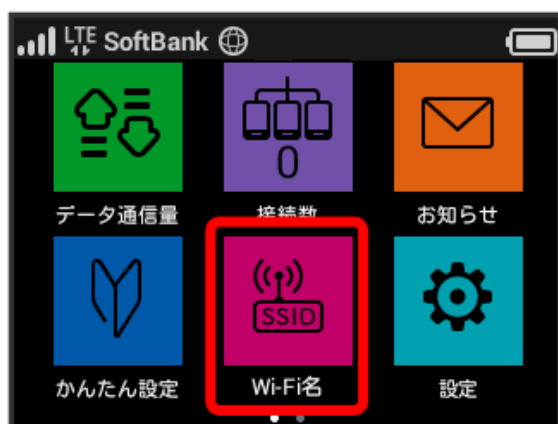 LTE SoftBank
データ通信量 接続数 お知らせ
0
SSID
かんたん設定 Wi-Fi名 設定